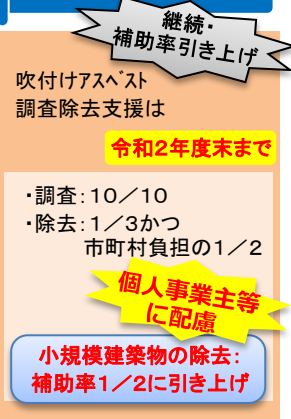 継続・
補助率引き上げ
吹付けｱｽﾍﾞｽﾄ
調査除去支援は
令和２年度末まで
・調査：１０／１０
・除去：１／３かつ
市町村負担の１／２
個人事業主等
に配慮
小規模建築物の除去：
補助率１／２に引き上げ